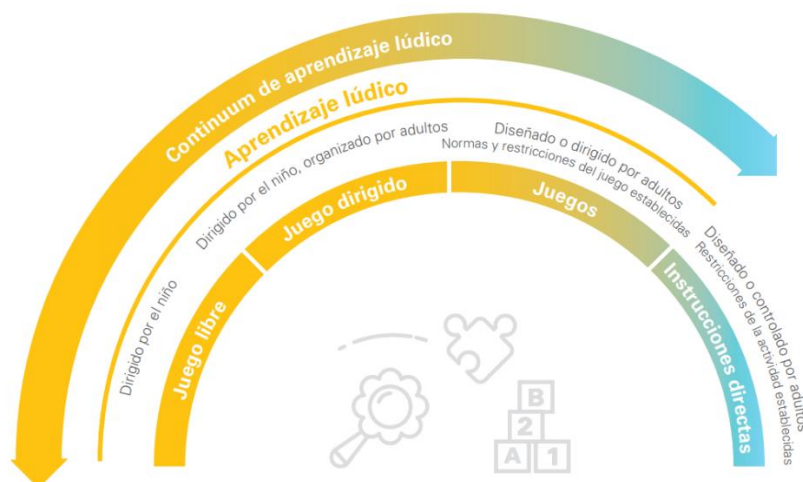 Continuum de aprendizaje lúdico
Aprendizaje lúdico
Dirigido por el niño
Dirigido por el niño, organizado por adultos
Diseñado o dirigido por adultos
Normas y restricciones del juego establecidas
Diseñado o controlado por adultos
Restricciones de la actividad establecidas
Juego libre
Juego dirigido
Juegos
Instrucciones directas
B
2
A 1